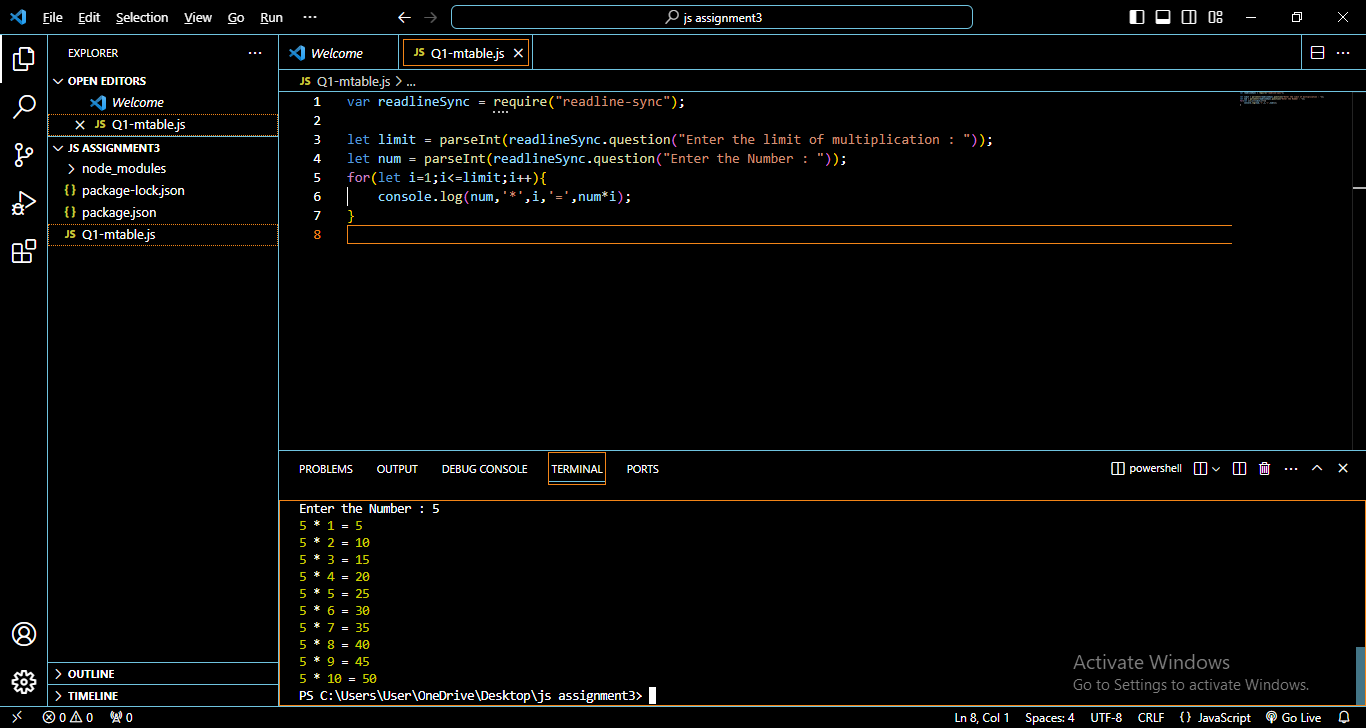 File Edit Selection View Go Run ··· js assignment3
EXPLORER ···
OPEN EDITORS
Welcome
JS Q1-mtable.js
JS ASSIGNMENT3
node_modules
{} package-lock.json
{} package.json
JS Q1-mtable.js
OUTLINE
TIMELINE
Welcome JS Q1-mtable.js
JS Q1-mtable.js > ...
1 var readlineSync = require("readline-sync");
2
3 let limit = parseInt(readlineSync.question("Enter the limit of multiplication : "));
4 let num = parseInt(readlineSync.question("Enter the Number : "));
5 for(let i=1;i<=limit;i++){
6     console.log(num,'*',i,'=',num*i);
7 }
8
PROBLEMS OUTPUT DEBUG CONSOLE TERMINAL PORTS powershell
Enter the Number : 5
5 * 1 = 5
5 * 2 = 10
5 * 3 = 15
5 * 4 = 20
5 * 5 = 25
5 * 6 = 30
5 * 7 = 35
5 * 8 = 40
5 * 9 = 45
5 * 10 = 50
PS C:\Users\User\OneDrive\Desktop\js assignment3>
Activate Windows
Go to Settings to activate Windows.
0 0 0 Ln 8, Col 1 Spaces: 4 UTF-8 CRLF {} JavaScript Go Live